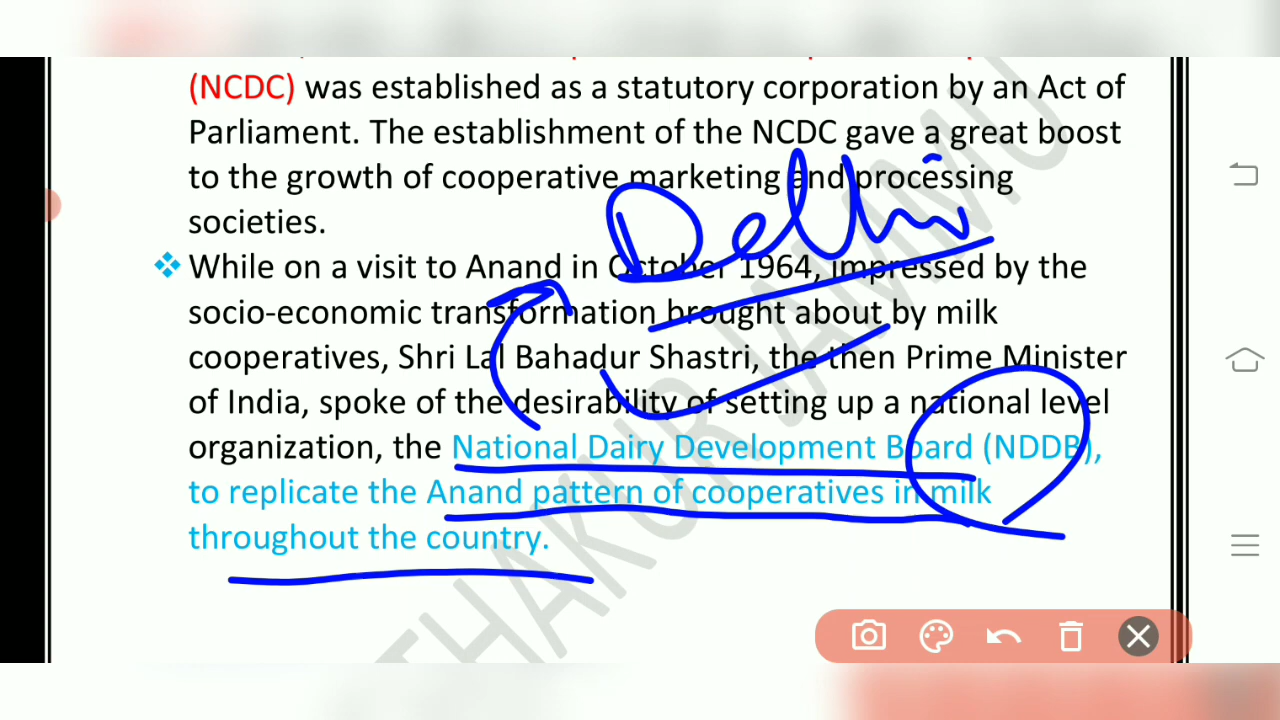 (NCDC) was established as a statutory corporation by an Act of
Parliament. The establishment of the NCDC gave a great boost
to the growth of cooperative marketing and processing
societies.
Delhi
While on a visit to Anand in October 1964, impressed by the
socio-economic transformation brought about by milk
cooperatives, Shri Lal Bahadur Shastri, the then Prime Minister
of India, spoke of the desirability of setting up a national level
organization, the National Dairy Development Board (NDDB),
to replicate the Anand pattern of cooperatives in milk
throughout the country.
THAKUR JAMMU